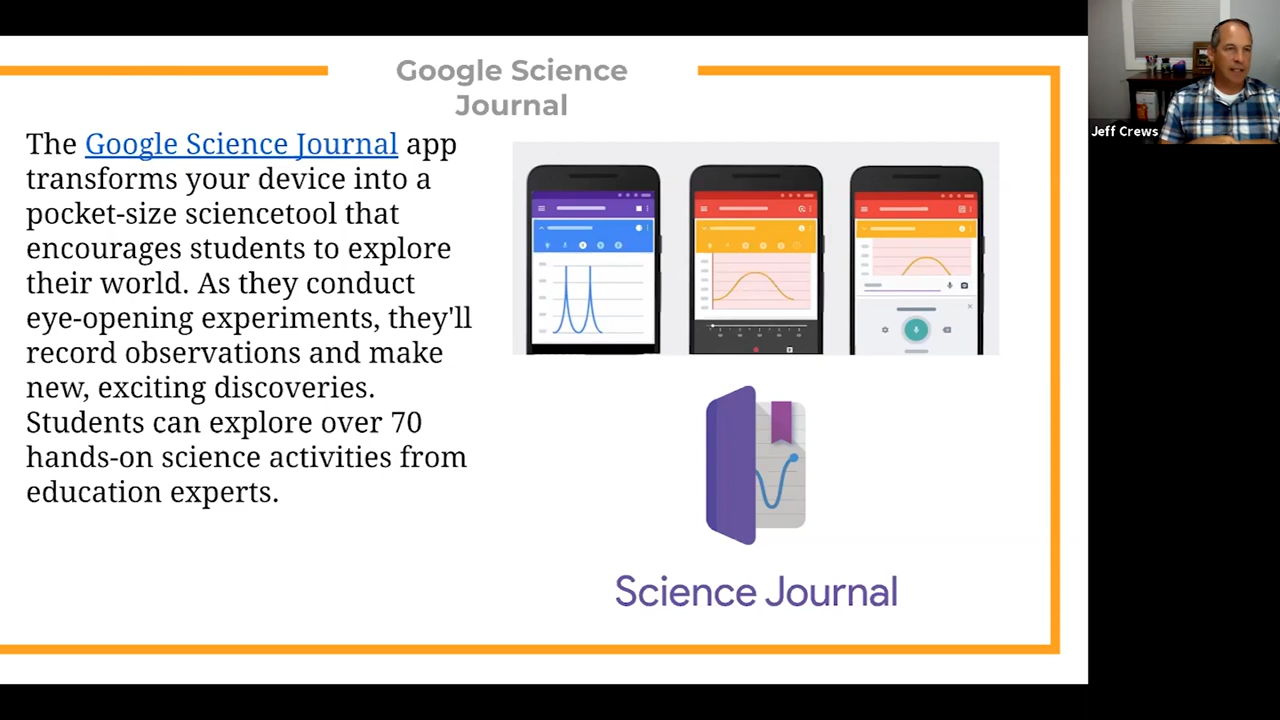 Google Science
Journal
The Google Science Journal app
transforms your device into a
pocket-size sciencetool that
encourages students to explore
their world. As they conduct
eye-opening experiments, they'll
record observations and make
new, exciting discoveries.
Students can explore over 70
hands-on science activities from
education experts.
Science Journal
Jeff Crews